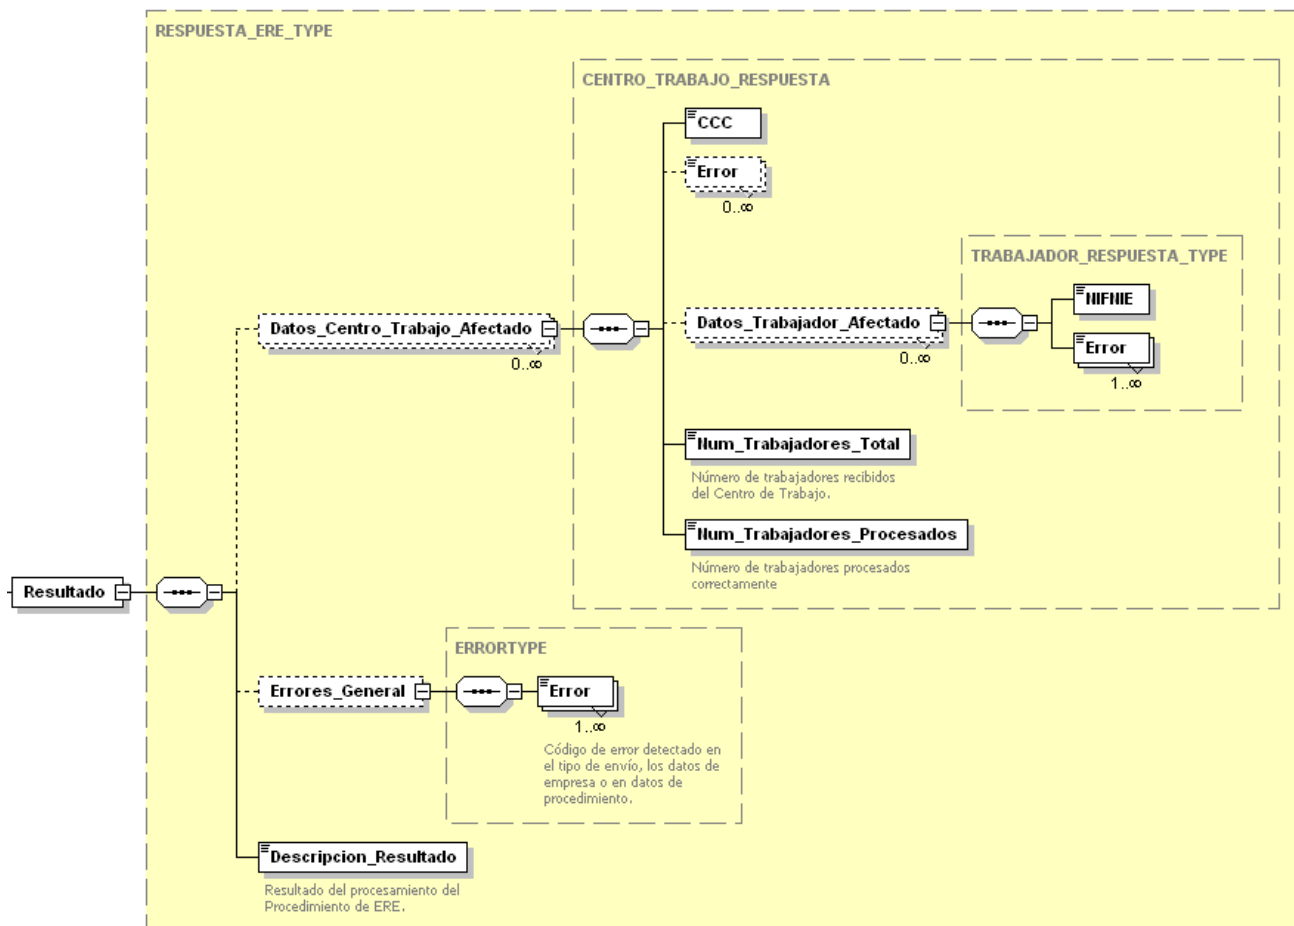 RESPUESTA_ERE_TYPE
CENTRO_TRABAJO_RESPUESTA
CCC
Error
0..∞
TRABAJADOR_RESPUESTA_TYPE
NIFNIE
Datos_Centro_Trabajo_Afectado
0..∞
Datos_Trabajador_Afectado
0..∞
Error
1..∞
Num_Trabajadores_Total
Número de trabajadores recibidos
del Centro de Trabajo.
Num_Trabajadores_Procesados
Número de trabajadores procesados
correctamente
Resultado
ERRORTYPE
Errores_General
Error
1..∞
Código de error detectado en
el tipo de envío, los datos de
empresa o en datos de
procedimiento.
Descripcion_Resultado
Resultado del procesamiento del
Procedimiento de ERE.